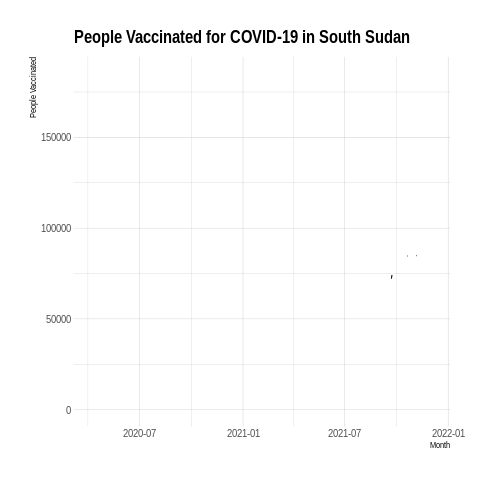 People Vaccinated for COVID-19 in South Sudan
People Vaccinated
150000
100000
50000
0
2020-07 2021-01 2021-07 2022-01
Month